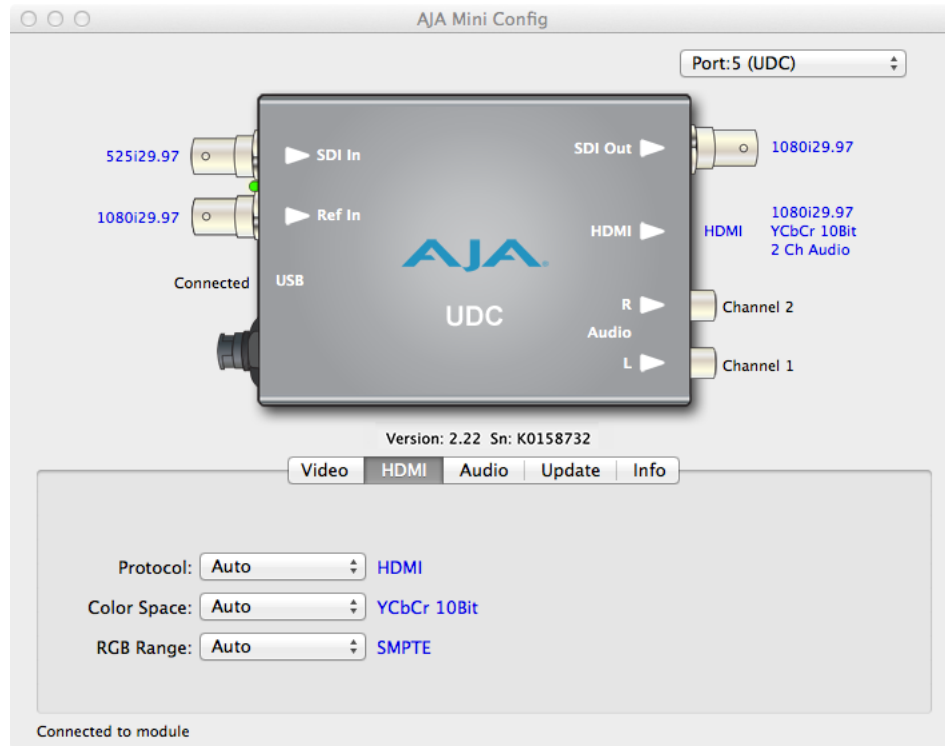 AJA Mini Config
Port:5 (UDC)
525i29.97
SDI In
SDI Out
1080i29.97
1080i29.97
Ref In
HDMI
HDMI
1080i29.97
YCbCr 10Bit
2 Ch Audio
AJA
Connected
USB
UDC
R
Channel 2
Audio
L
Channel 1
Version: 2.22 Sn: K0158732
Video HDMI Audio Update Info
Protocol: Auto HDMI
Color Space: Auto YCbCr 10Bit
RGB Range: Auto SMPTE
Connected to module